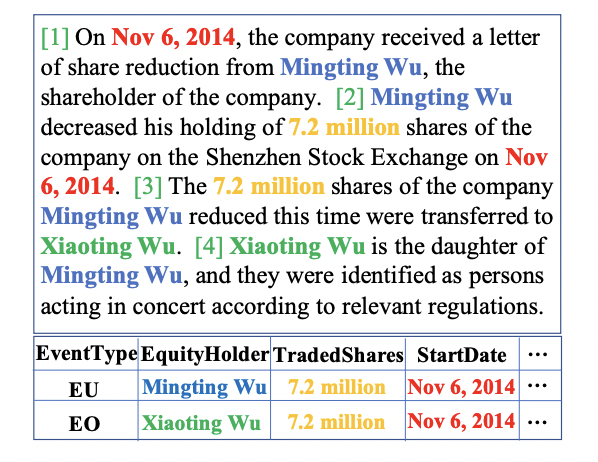 [1] On Nov 6, 2014, the company received a letter
of share reduction from Mingting Wu, the
shareholder of the company. [2] Mingting Wu
decreased his holding of 7.2 million shares of the
company on the Shenzhen Stock Exchange on Nov
6, 2014. [3] The 7.2 million shares of the company
Mingting Wu reduced this time were transferred to
Xiaoting Wu. [4] Xiaoting Wu is the daughter of
Mingting Wu, and they were identified as persons
acting in concert according to relevant regulations.
EventType EquityHolder TradedShares StartDate ...
EU Mingting Wu 7.2 million Nov 6, 2014 ...
EO Xiaoting Wu 7.2 million Nov 6, 2014 ...